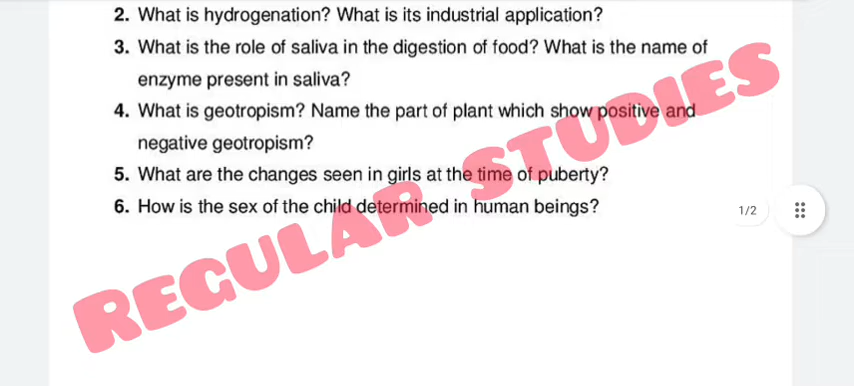 2. What is hydrogenation? What is its industrial application?
3. What is the role of saliva in the digestion of food? What is the name of
enzyme present in saliva?
4. What is geotropism? Name the part of plant which show positive and
negative geotropism?
5. What are the changes seen in girls at the time of puberty?
6. How is the sex of the child determined in human beings?
1/2
REGULAR STUDIES